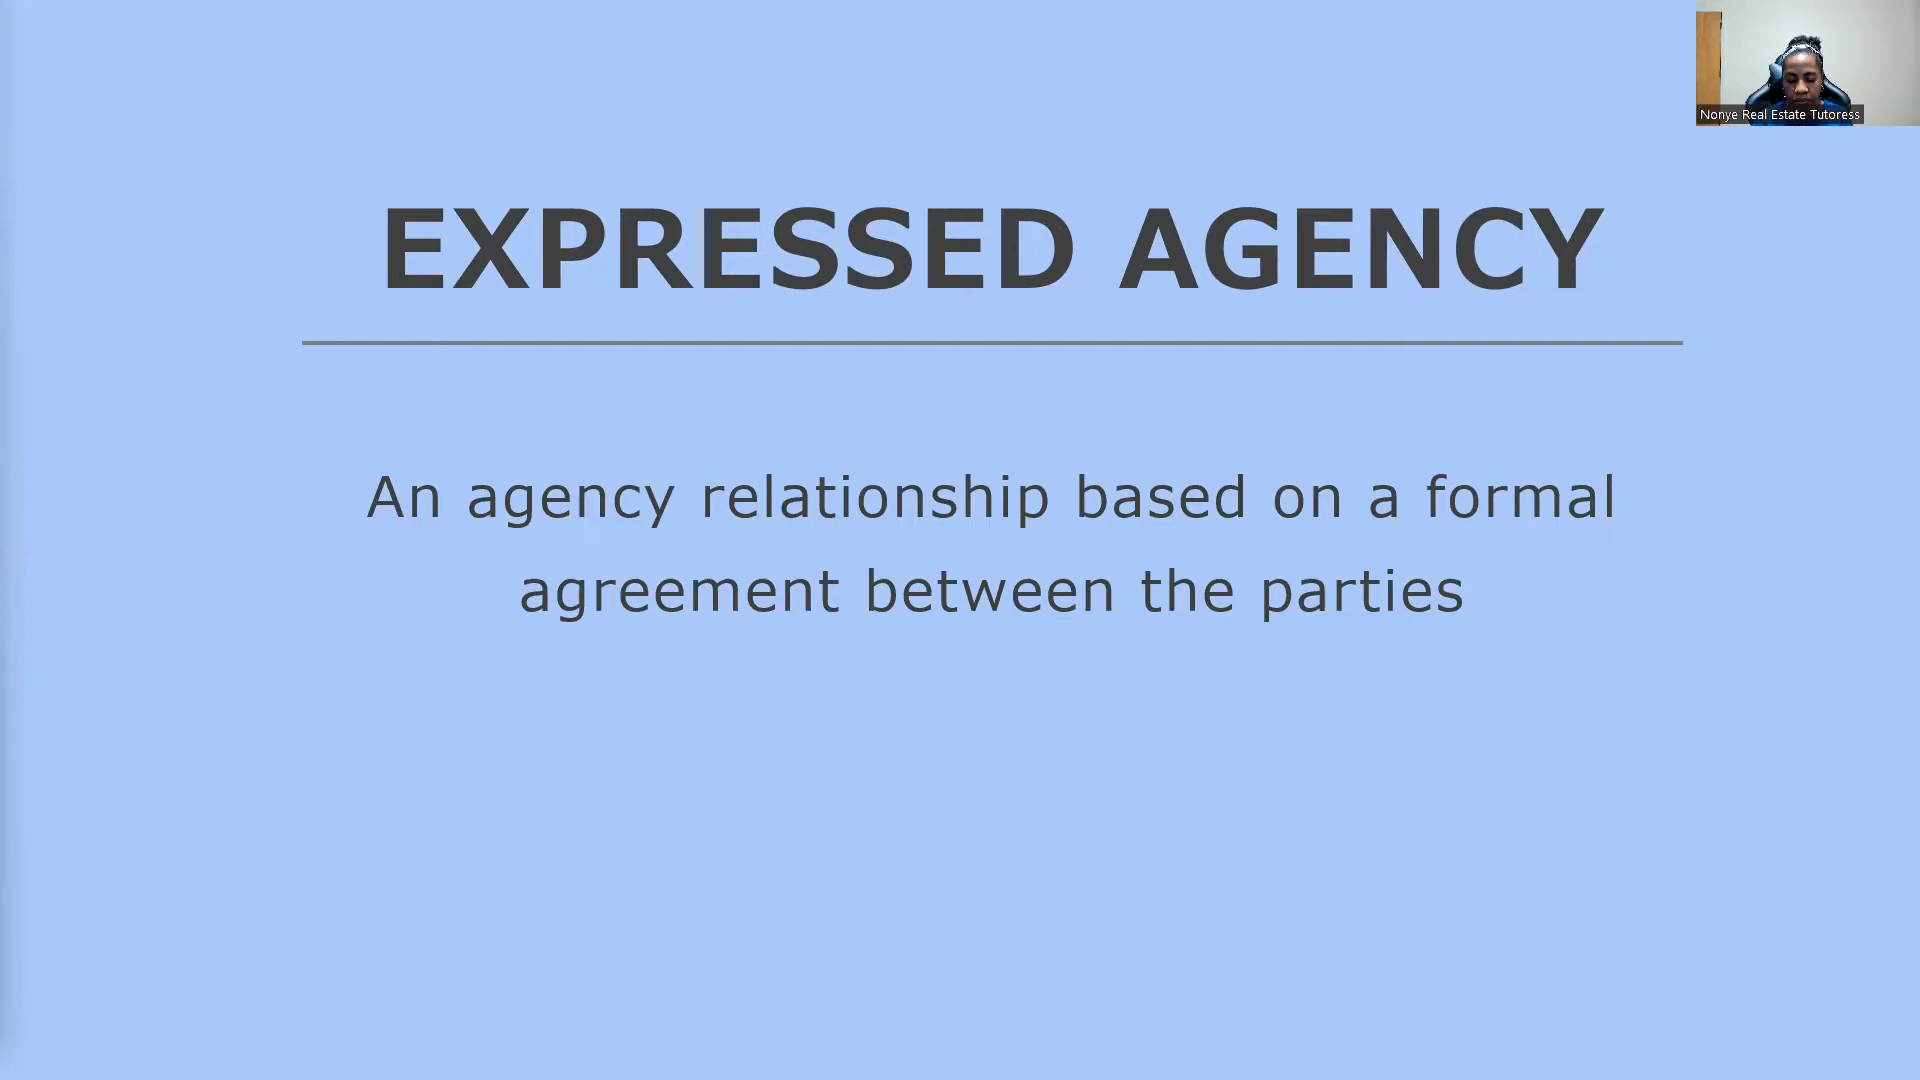 Nonye Real Estate Tutoress
EXPRESSED AGENCY
An agency relationship based on a formal
agreement between the parties